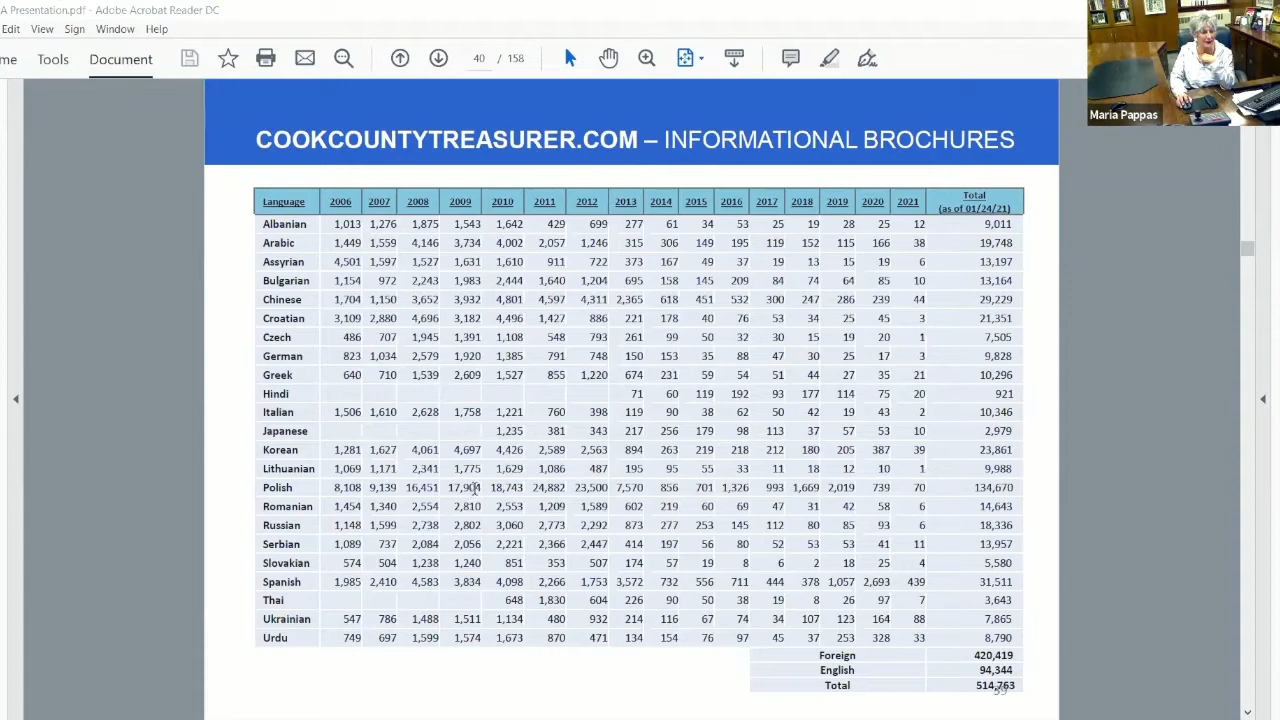 A Presentation.pdf - Adobe Acrobat Reader DC
Edit View Sign Window Help
me Tools Document 40 / 158
Maria Pappas
COOKCOUNTYTREASURER.COM – INFORMATIONAL BROCHURES
Language 2006 2007 2008 2009 2010 2011 2012 2013 2014 2015 2016 2017 2018 2019 2020 2021 Total (as of 01/24/21)
Albanian 1,013 1,276 1,875 1,543 1,642 429 699 277 61 34 53 25 19 28 25 12 9,011
Arabic 1,449 1,559 4,146 3,734 4,002 2,057 1,246 315 306 149 195 119 152 115 166 38 19,748
Assyrian 4,501 1,597 1,527 1,631 1,610 911 722 373 167 49 37 19 13 15 19 6 13,197
Bulgarian 1,154 972 2,243 1,983 2,444 1,640 1,204 695 158 145 209 84 74 64 85 10 13,164
Chinese 1,704 1,150 3,652 3,932 4,801 4,597 4,311 2,365 618 451 532 300 247 286 239 44 29,229
Croatian 3,109 2,880 4,696 3,182 4,496 1,427 886 221 178 40 76 53 34 25 45 3 21,351
Czech 486 707 1,945 1,391 1,108 548 793 261 99 50 32 30 15 19 20 1 7,505
German 823 1,034 2,579 1,920 1,385 791 748 150 153 35 88 47 30 25 17 3 9,828
Greek 640 710 1,539 2,609 1,527 855 1,220 674 231 59 54 51 44 27 35 21 10,296
Hindi 71 60 119 192 93 177 114 75 20 921
Italian 1,506 1,610 2,628 1,758 1,221 760 398 119 90 38 62 50 42 19 43 2 10,346
Japanese 1,235 381 343 217 256 179 98 113 37 57 53 10 2,979
Korean 1,281 1,627 4,061 4,697 4,426 2,589 2,563 894 263 219 218 212 180 205 387 39 23,861
Lithuanian 1,069 1,171 2,341 1,775 1,629 1,086 487 195 95 55 33 11 18 12 10 1 9,988
Polish 8,108 9,139 16,451 18,743 24,882 23,500 7,570 856 701 1,326 993 1,669 2,019 739 70 134,670
Romanian 1,454 1,340 2,554 2,810 2,553 1,209 1,589 602 219 60 69 47 31 42 58 6 14,643
Russian 1,148 1,599 2,738 2,802 3,060 2,773 2,292 873 277 253 145 112 80 85 93 6 18,336
Serbian 1,089 737 2,084 2,056 2,221 2,366 2,447 414 197 56 80 52 53 53 41 11 13,957
Slovakian 574 504 1,238 1,240 851 353 507 174 57 19 8 6 2 18 25 4 5,580
Spanish 1,985 2,410 4,583 3,834 4,098 2,266 1,753 3,572 732 556 711 444 378 1,057 2,693 439 31,511
Thai 648 1,830 604 226 90 50 38 19 8 26 97 7 3,643
Ukrainian 547 786 1,488 1,511 1,134 480 932 214 116 67 74 34 107 123 164 88 7,865
Urdu 749 697 1,599 1,574 1,673 870 471 134 154 76 97 45 37 253 328 33 8,790
Foreign 420,419
English 94,344
Total 514,763
39